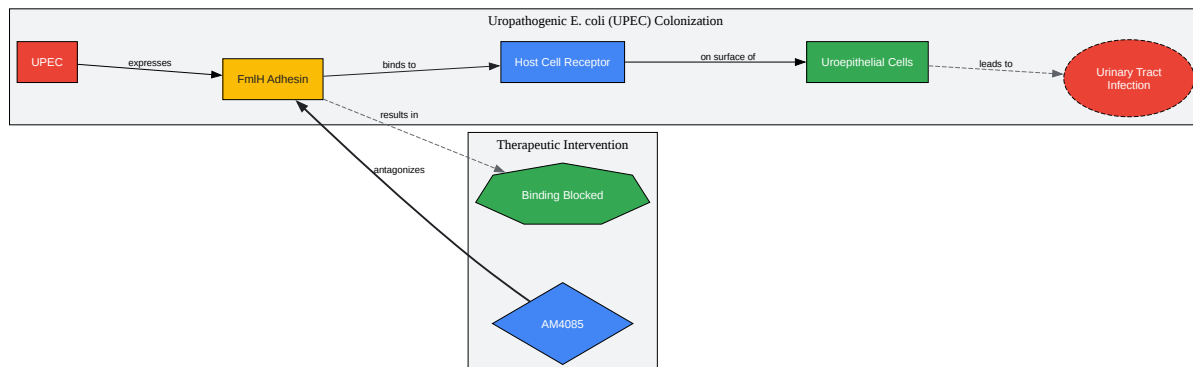 Uropathogenic E. coli (UPEC) Colonization
UPEC
expresses
FmlH Adhesin
binds to
Host Cell Receptor
on surface of
Uroepithelial Cells
leads to
Urinary Tract
Infection
results in
antagonizes
Therapeutic Intervention
Binding Blocked
AM4085